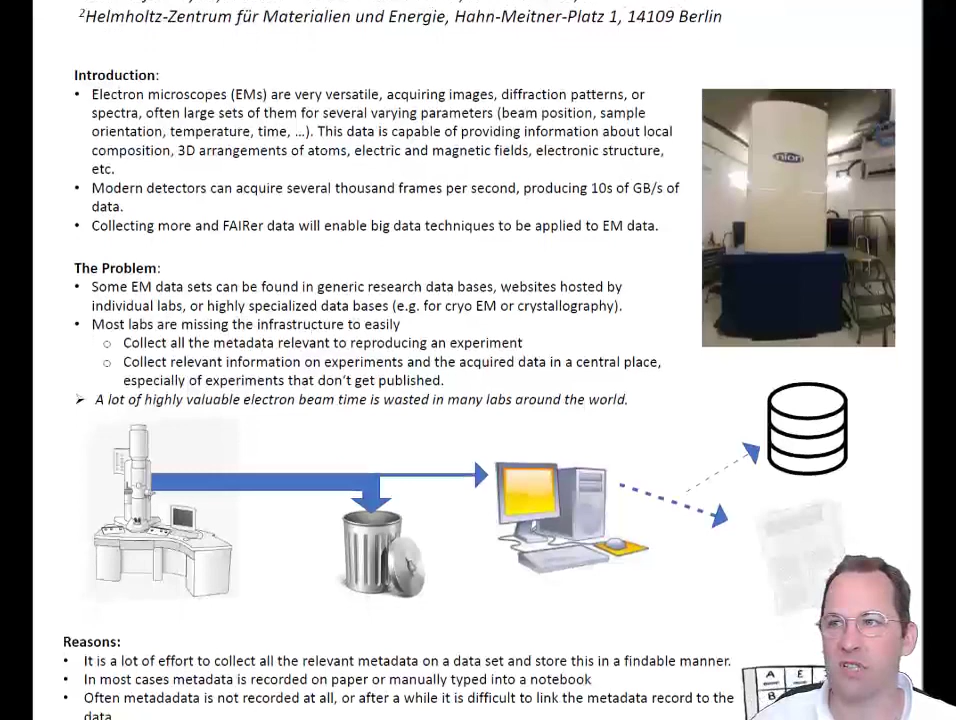 ²Helmholtz-Zentrum für Materialien und Energie, Hahn-Meitner-Platz 1, 14109 Berlin
Introduction:
• Electron microscopes (EMs) are very versatile, acquiring images, diffraction patterns, or
spectra, often large sets of them for several varying parameters (beam position, sample
orientation, temperature, time, …). This data is capable of providing information about local
composition, 3D arrangements of atoms, electric and magnetic fields, electronic structure,
etc.
• Modern detectors can acquire several thousand frames per second, producing 10s of GB/s of
data.
• Collecting more and FAIRer data will enable big data techniques to be applied to EM data.
nion
The Problem:
• Some EM data sets can be found in generic research data bases, websites hosted by
individual labs, or highly specialized data bases (e.g. for cryo EM or crystallography).
• Most labs are missing the infrastructure to easily
o Collect all the metadata relevant to reproducing an experiment
o Collect relevant information on experiments and the acquired data in a central place,
especially of experiments that don't get published.
➢ A lot of highly valuable electron beam time is wasted in many labs around the world.
Reasons:
• It is a lot of effort to collect all the relevant metadata on a data set and store this in a findable manner.
• In most cases metadata is recorded on paper or manually typed into a notebook
• Often metadadata is not recorded at all, or after a while it is difficult to link the metadata record to the
data.
A E
B